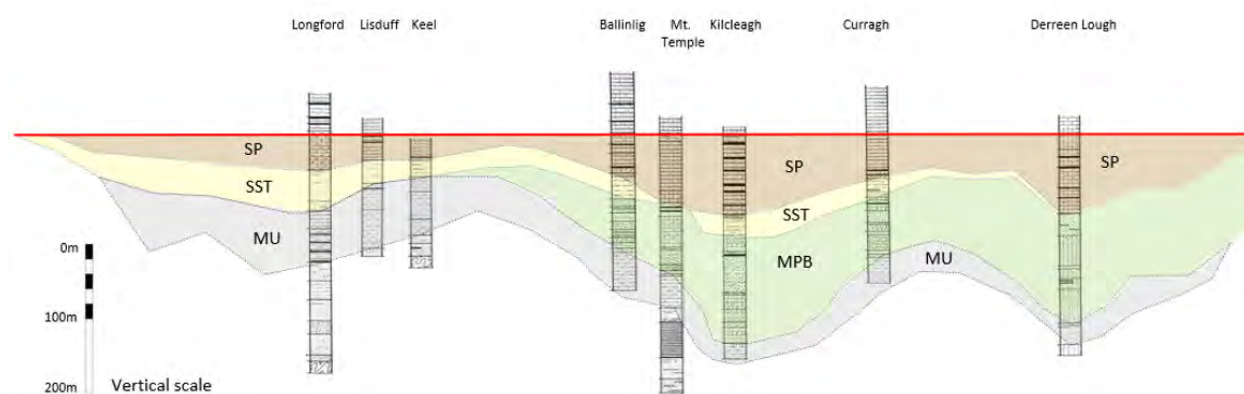 Longford
Lisduff
Keel
Ballinlig
Mt.
Temple
Kilcleagh
Curragh
Derreen Lough
SP
SP
SP
SST
SST
MU
MU
MPB
0m
100m
200m
Vertical scale